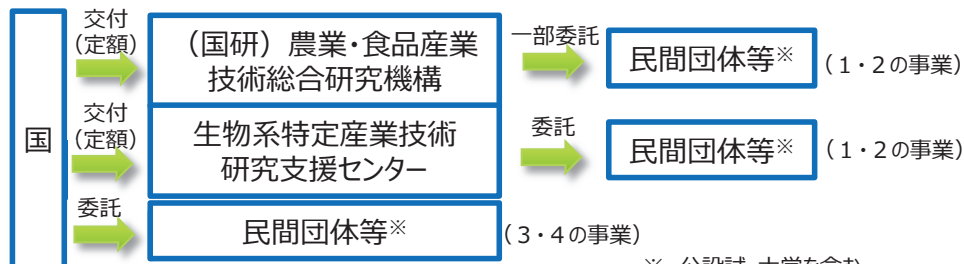 国
交付
(定額)
（国研）農業・食品産業
技術総合研究機構
一部委託
民間団体等※
（１・２の事業）
交付
(定額)
生物系特定産業技術
研究支援センター
委託
民間団体等※
（１・２の事業）
委託
民間団体等※
（３・４の事業）